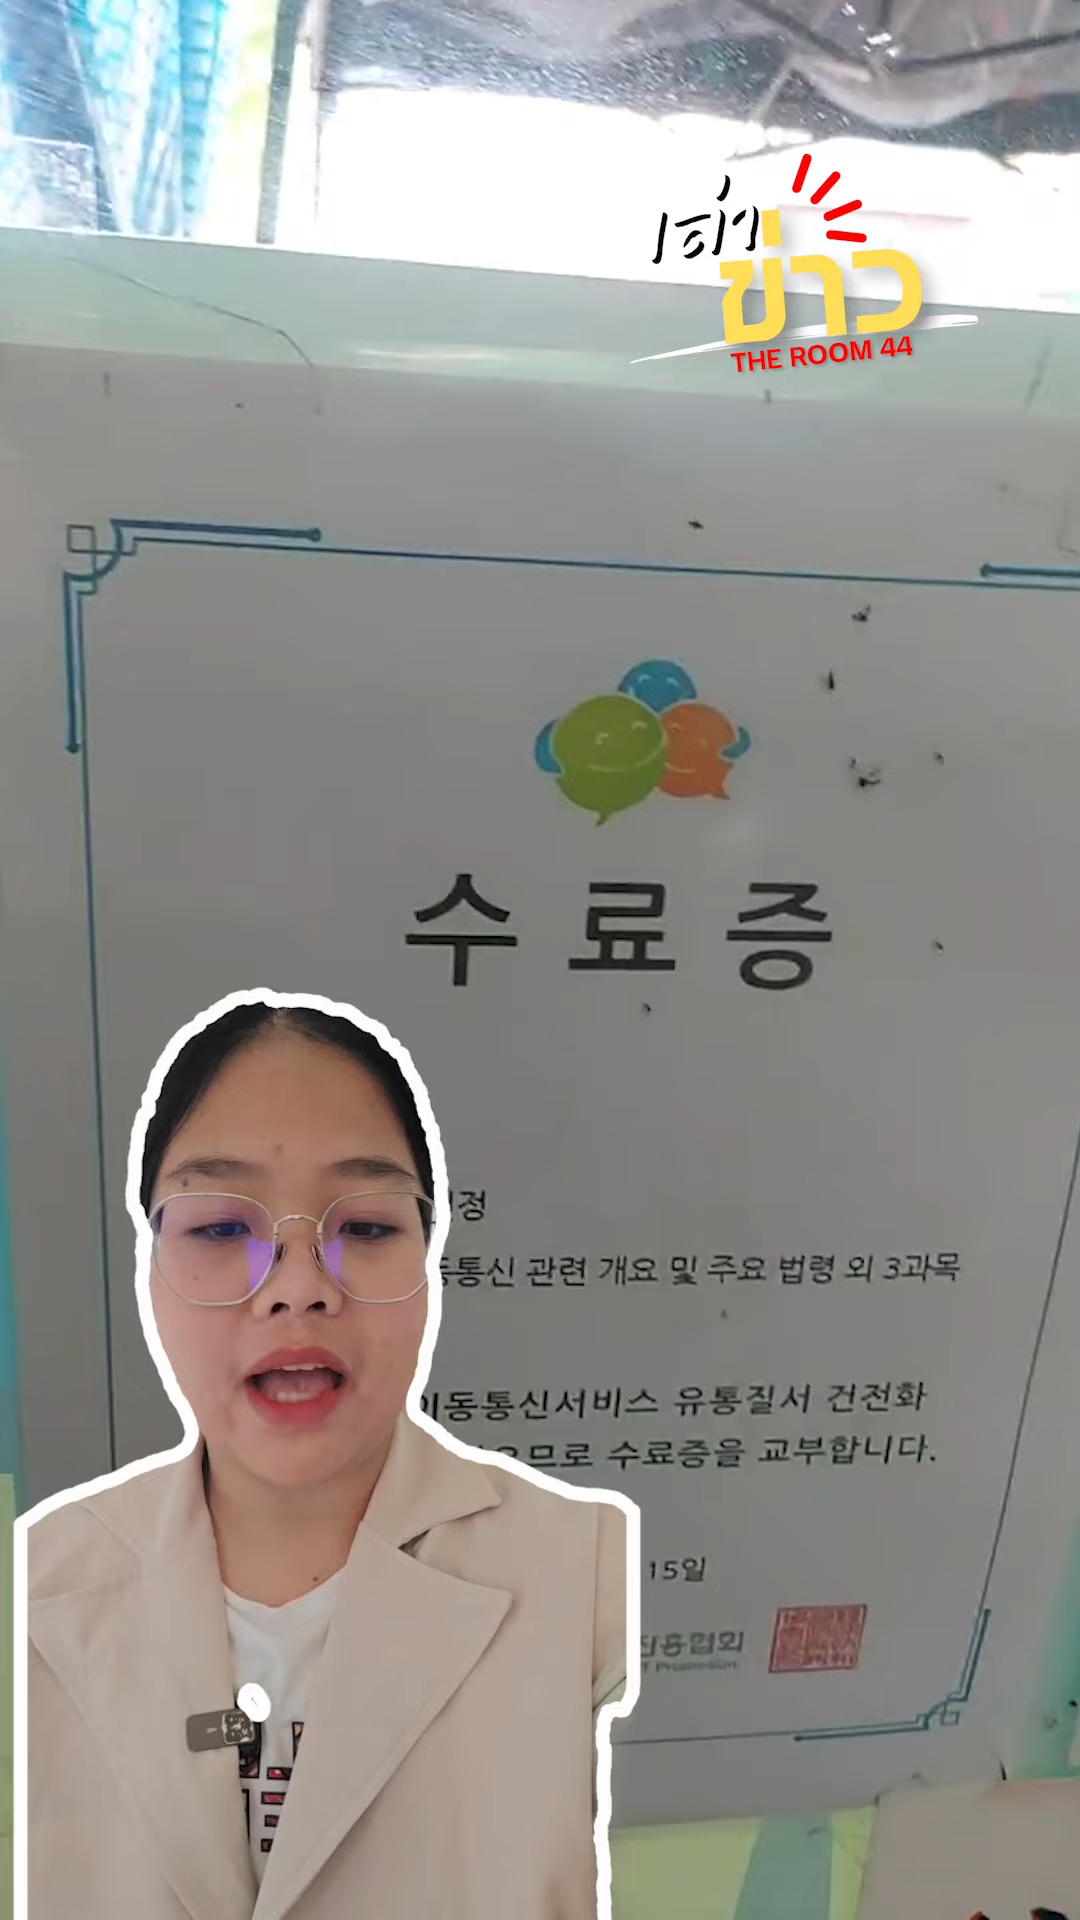 เล่า
ข่าว
THE ROOM 44
수료증
정
통신 관련 개요 및 주요 법령 외 3과목
이동통신서비스 유통질서 건전화
으므로 수료증을 교부합니다.
15일
진흥협회
Promotion